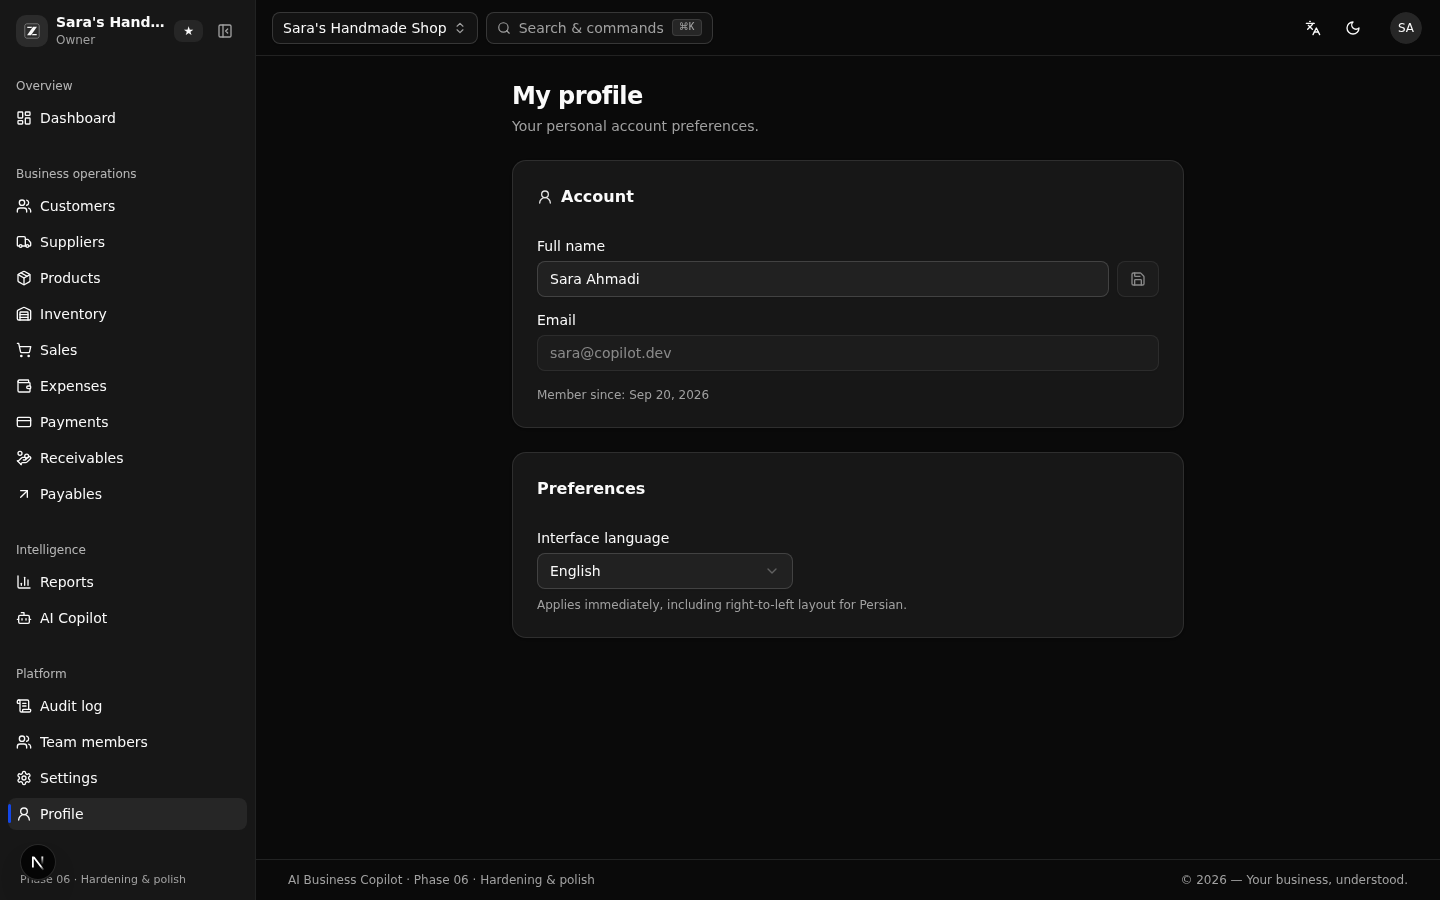 Sara's Hand...
Owner
Overview
Dashboard
Business operations
Customers
Suppliers
Products
Inventory
Sales
Expenses
Payments
Receivables
Payables
Intelligence
Reports
AI Copilot
Platform
Audit log
Team members
Settings
Profile
N
Phase 06 · Hardening & polish
Sara's Handmade Shop
Search & commands ⌘K
SA
My profile
Your personal account preferences.
Account
Full name
Sara Ahmadi
Email
sara@copilot.dev
Member since: Sep 20, 2026
Preferences
Interface language
English
Applies immediately, including right-to-left layout for Persian.
AI Business Copilot · Phase 06 · Hardening & polish
© 2026 — Your business, understood.